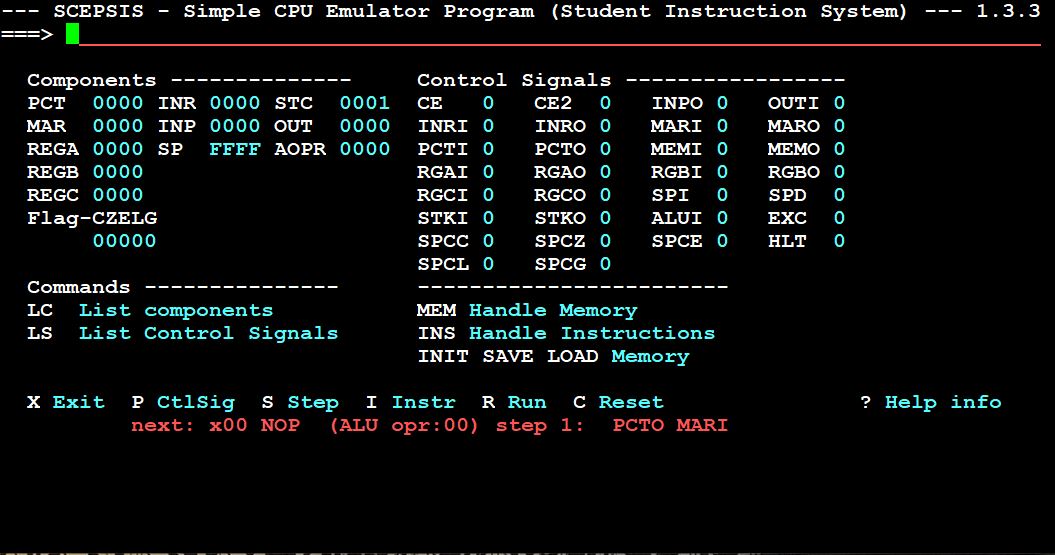 --- SCEPSIS - Simple CPU Emulator Program (Student Instruction System) --- 1.3.3
===>
Components -------------- Control Signals -----------------
PCT 0000 INR 0000 STC 0001 CE 0 CE2 0 INPO 0 OUTI 0
MAR 0000 INP 0000 OUT 0000 INRI 0 INRO 0 MARI 0 MARO 0
REGA 0000 SP FFFF AOPR 0000 PCTI 0 PCTO 0 MEMI 0 MEMO 0
REGB 0000 RGAI 0 RGAO 0 RGBI 0 RGBO 0
REGC 0000 RGCI 0 RGCO 0 SPI 0 SPD 0
Flag-CZELG STKI 0 STKO 0 ALUI 0 EXC 0
00000 SPCC 0 SPCZ 0 SPCE 0 HLT 0
SPCL 0 SPCG 0
Commands --------------- ------------------------
LC List components MEM Handle Memory
LS List Control Signals INS Handle Instructions
INIT SAVE LOAD Memory
X Exit P CtlSig S Step I Instr R Run C Reset ? Help info
next: x00 NOP (ALU opr:00) step 1: PCTO MARI